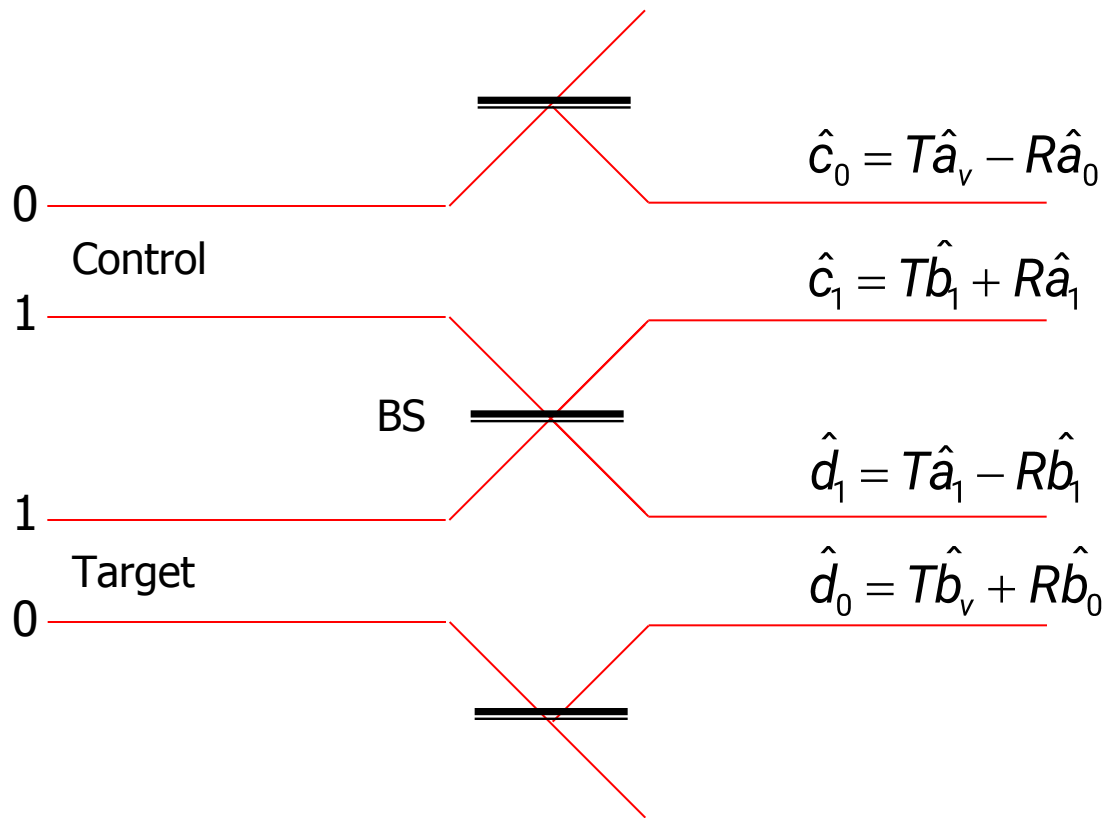 ĉ₀ = Tâᵥ − Râ₀
0
Control
ĉ₁ = Tb̂₁ + Râ₁
1
BS
d̂₁ = Tâ₁ − Rb̂₁
1
Target
d̂₀ = Tb̂ᵥ + Rb̂₀
0